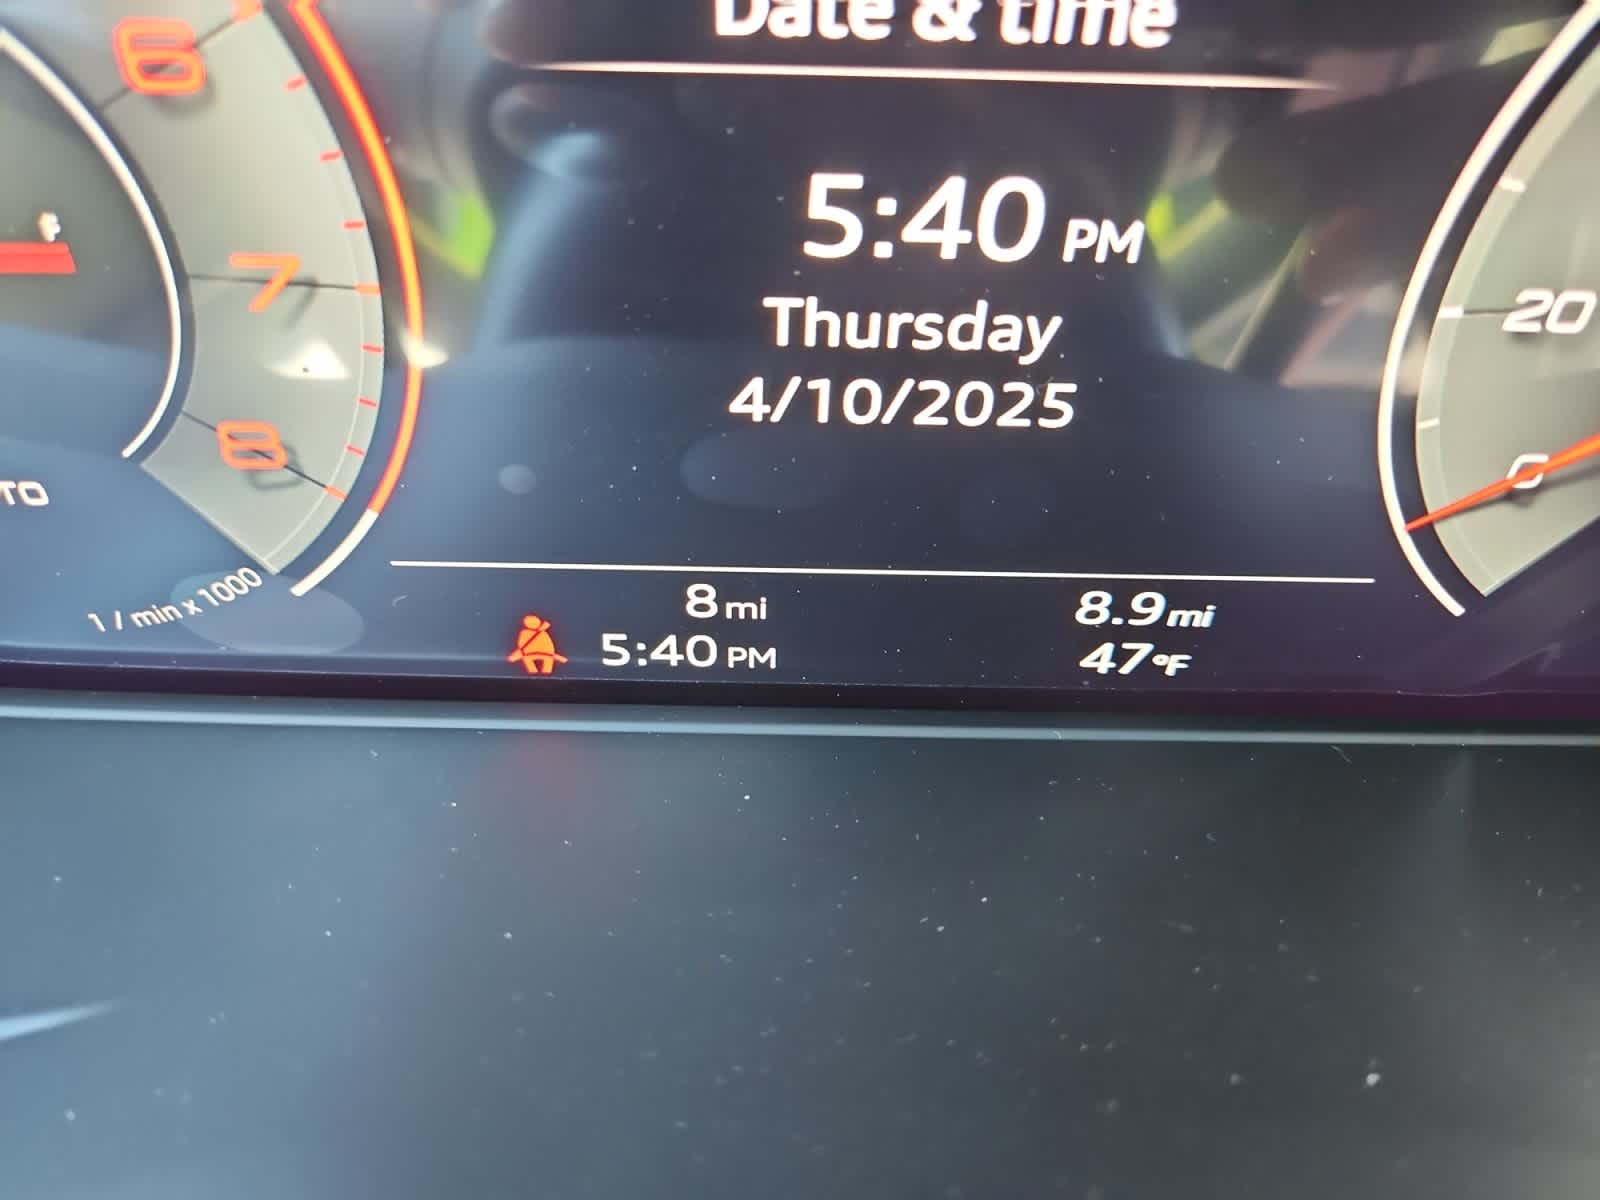 Date & time
5:40 PM
Thursday
4/10/2025
6
7
8
F
TO
1 / min x 1000
20
0
8 mi
5:40 PM
8.9 mi
47°F